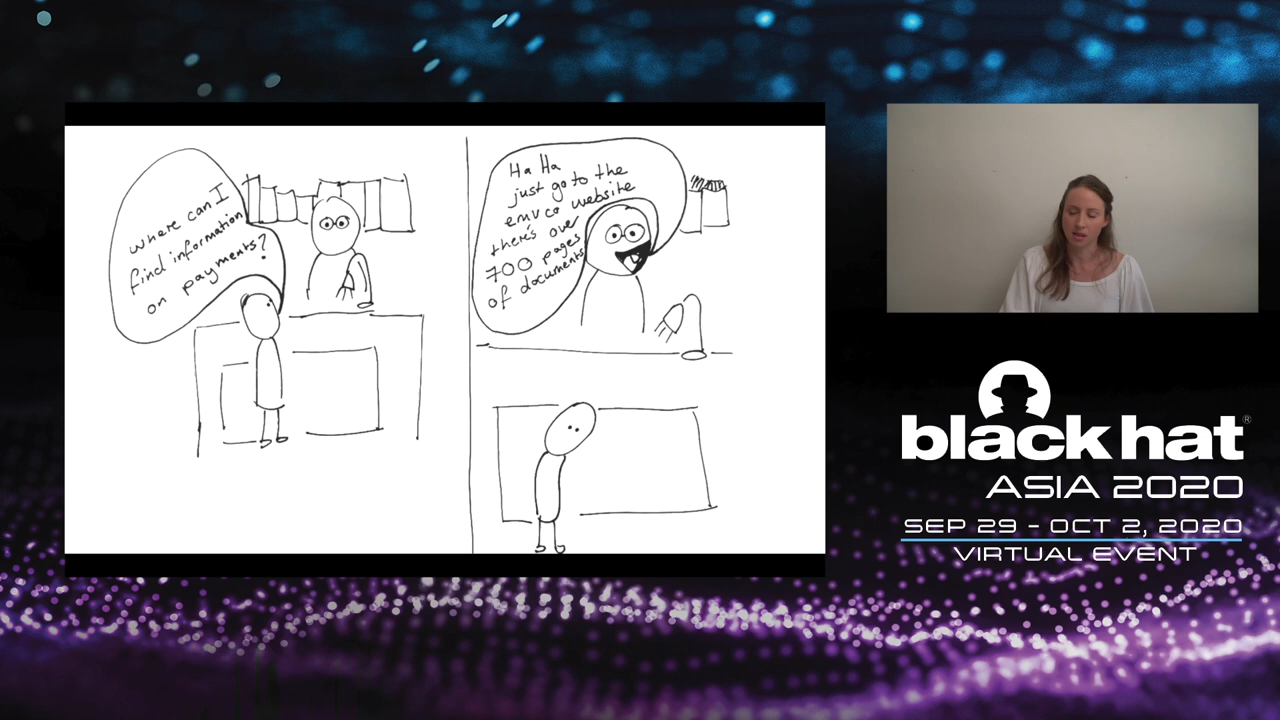 where can I
find information
on payments?
Ha Ha
just go to the
emvco website
there's over
700 pages
of documents
black hat®
ASIA 2020
SEP 29 - OCT 2, 2020
VIRTUAL EVENT